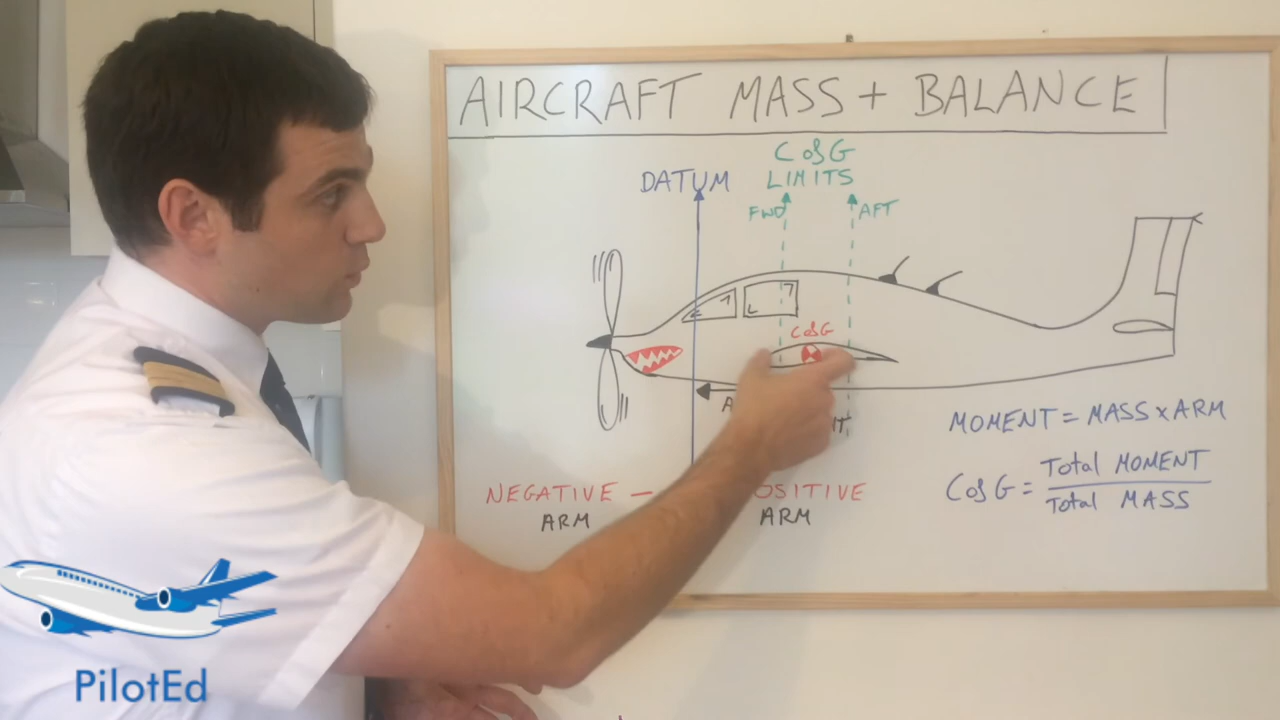 AIRCRAFT MASS + BALANCE
C of G
LIMITS
DATUM
FWD
AFT
C of G
MOMENT = MASS x ARM
C of G = Total MOMENT
Total MASS
NEGATIVE –
ARM
OSITIVE
ARM
PilotEd